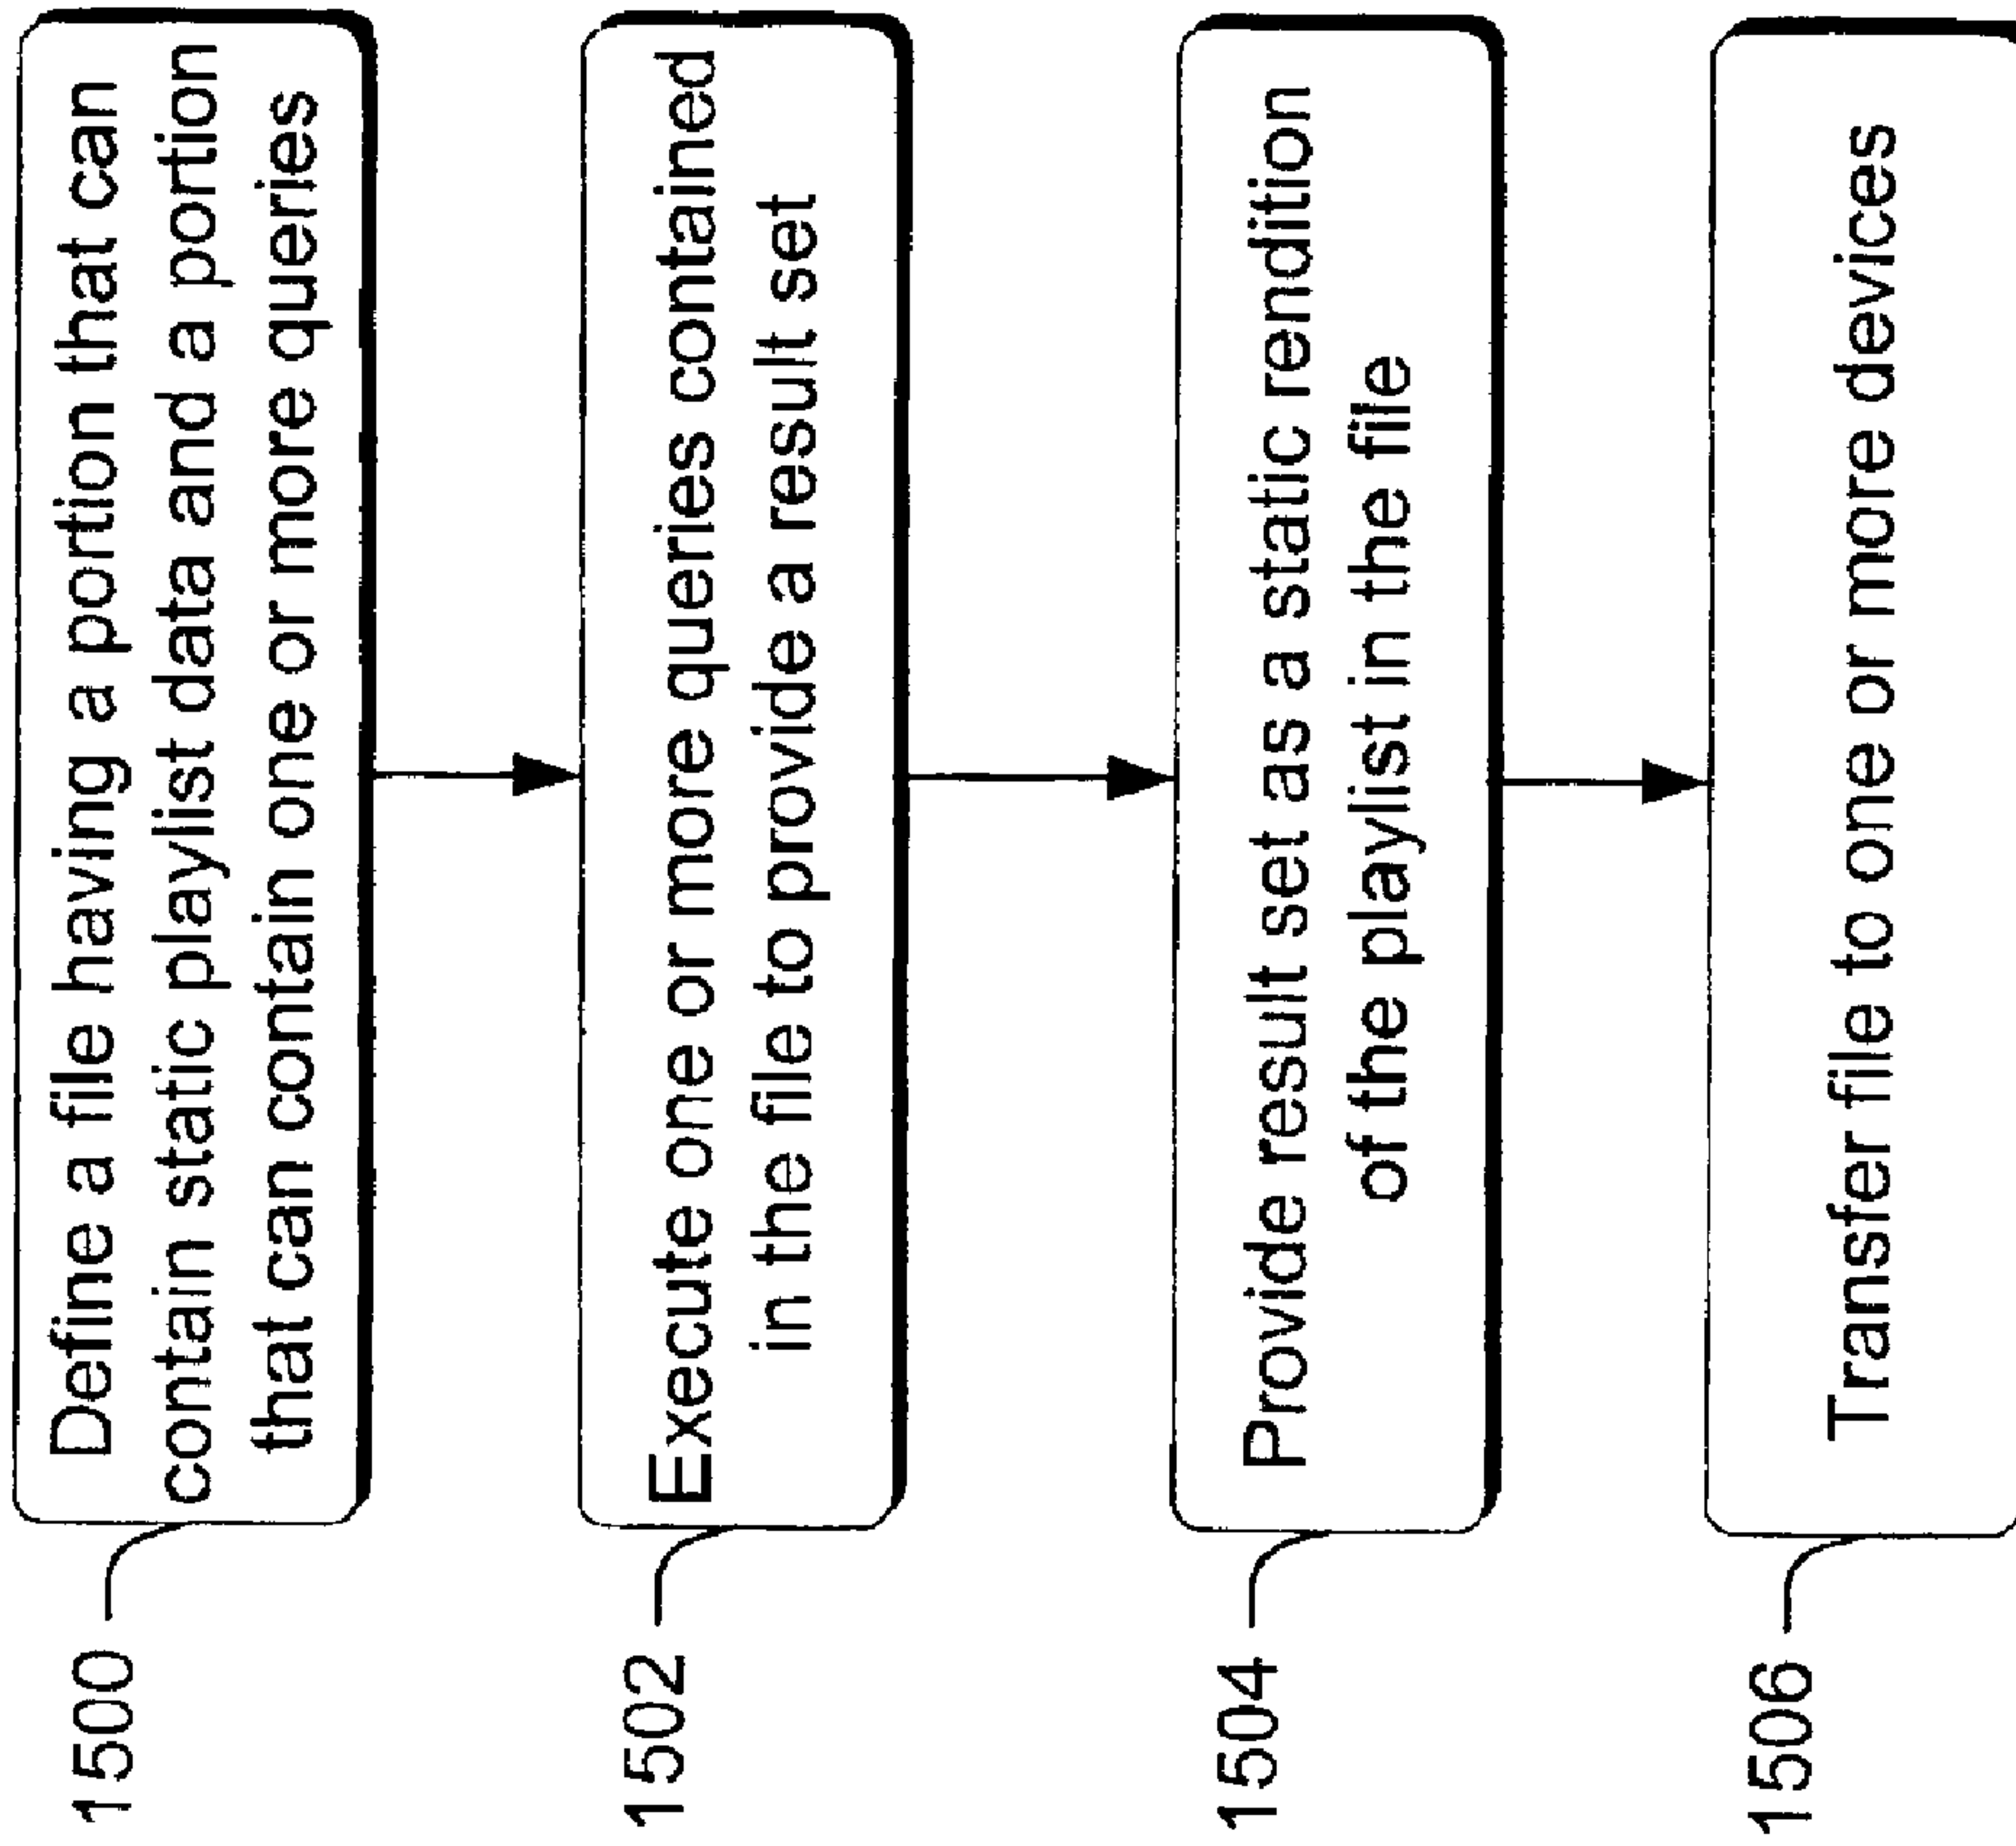 1500
Define a file having a portion that can
contain static playlist data and a portion
that can contain one or more queries
1502
Execute one or more queries contained
in the file to provide a result set
1504
Provide result set as a static rendition
of the playlist in the file
1506
Transfer file to one or more devices